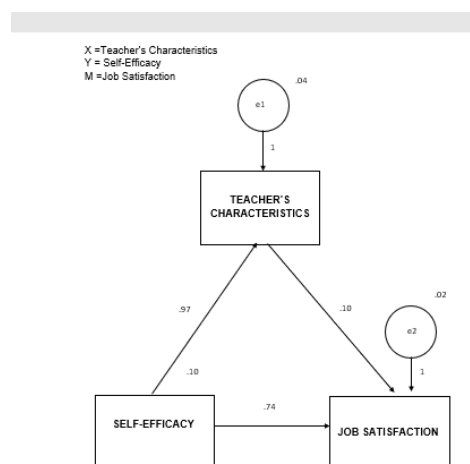 X =Teacher's Characteristics
Y = Self-Efficacy
M =Job Satisfaction
.04
e1
1
TEACHER'S
CHARACTERISTICS
.97
.10
.02
e2
.10
1
.74
SELF-EFFICACY
JOB SATISFACTION